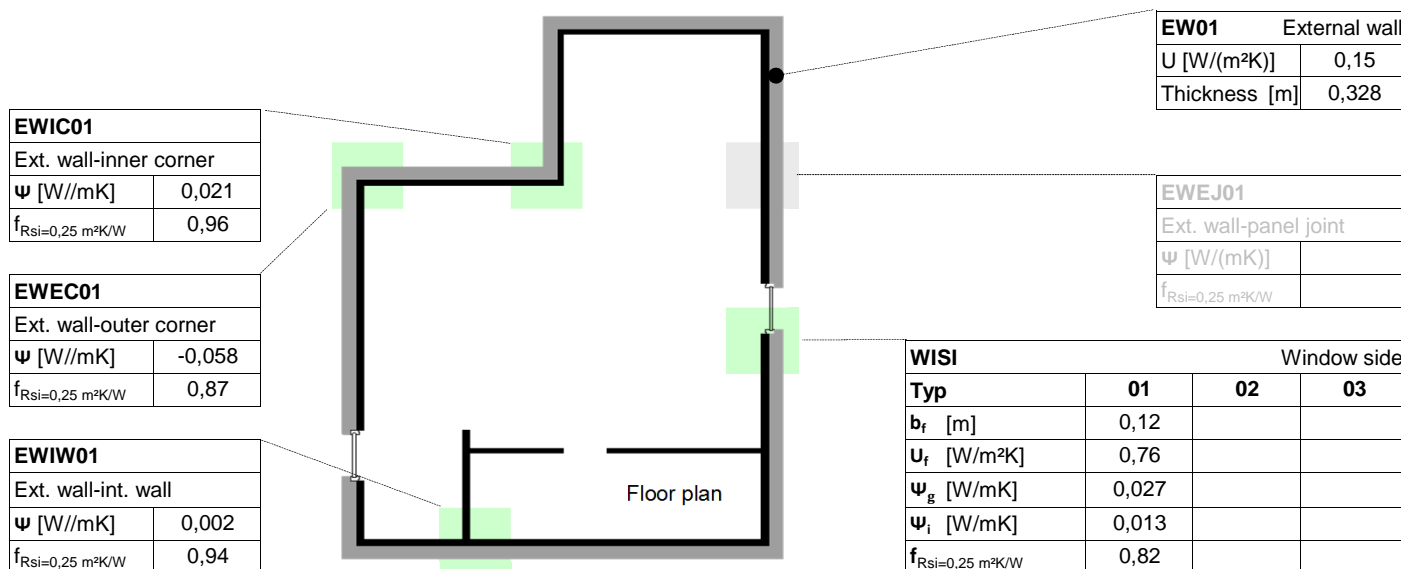 EW01 External wall
U [W/(m²K)] 0,15
Thickness [m] 0,328
EWIC01
Ext. wall-inner corner
Ψ [W//mK] 0,021
fRsi=0,25 m²K/W 0,96
EWEJ01
Ext. wall-panel joint
Ψ [W/(mK)]
fRsi=0,25 m²K/W
EWEC01
Ext. wall-outer corner
Ψ [W//mK] -0,058
fRsi=0,25 m²K/W 0,87
WISI Window side
Typ 01 02 03
bf [m] 0,12
Uf [W/m²K] 0,76
Ψg [W/mK] 0,027
Ψi [W/mK] 0,013
fRsi=0,25 m²K/W 0,82
EWIW01
Ext. wall-int. wall
Ψ [W//mK] 0,002
fRsi=0,25 m²K/W 0,94
Floor plan